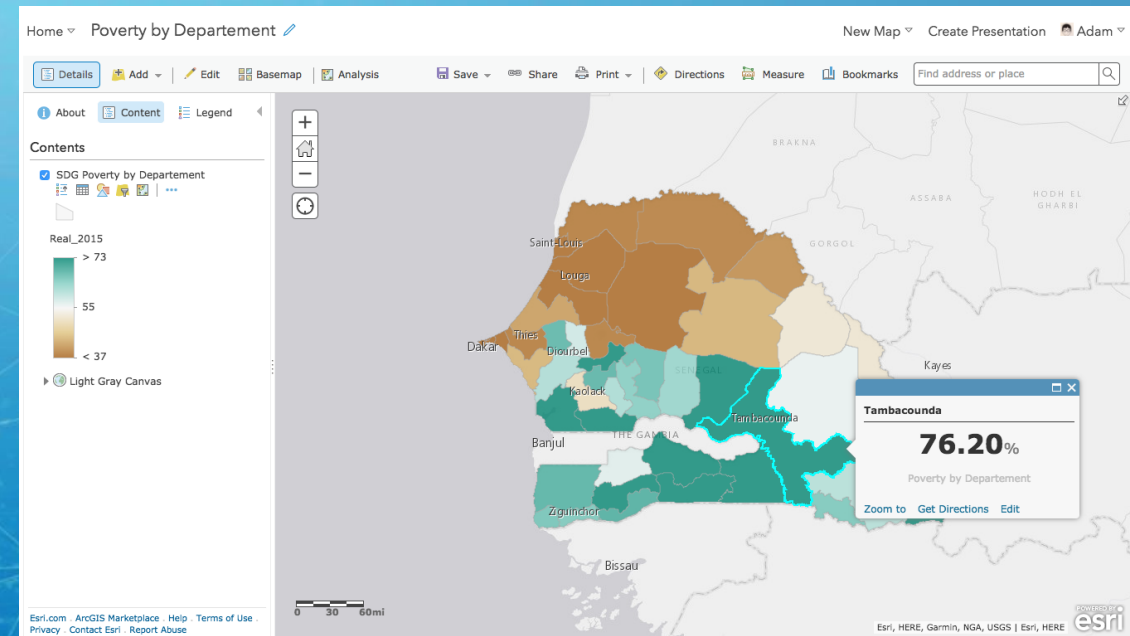 Home Poverty by Departement New Map Create Presentation Adam
Details Add Edit Basemap Analysis Save Share Print Directions Measure Bookmarks Find address or place
About Content Legend
Contents
SDG Poverty by Departement
Real_2015
> 73
55
< 37
Light Gray Canvas
BRAKNA
ASSABA
HODH EL
GHARBI
GORGOL
Saint-Louis
Louga
Thies
Dakar
Diourbel
SENEGAL
Kayes
Kaolack
Tambacounda
THE GAMBIA
Banjul
Ziguinchor
Bissau
Tambacounda
76.20%
Poverty by Departement
Zoom to Get Directions Edit
0 30 60mi
Esri.com . ArcGIS Marketplace . Help . Terms of Use .
Privacy . Contact Esri . Report Abuse
Esri, HERE, Garmin, NGA, USGS | Esri, HERE
POWERED BY
esri